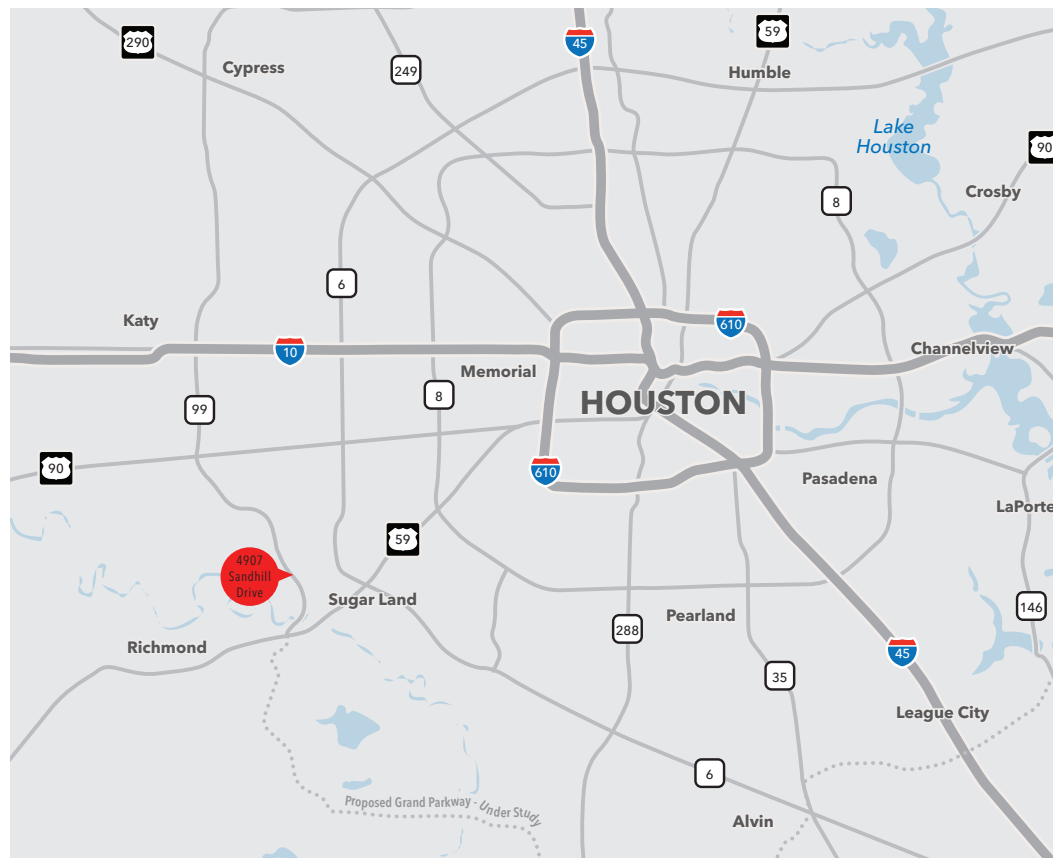 290
45
59
Cypress
249
Humble
Lake
Houston
90
Crosby
8
6
Katy
610
10
Channelview
Memorial
8
HOUSTON
99
90
610
Pasadena
LaPorte
59
4907
Sandhill
Drive
Sugar Land
146
Pearland
288
Richmond
45
35
League City
6
Proposed Grand Parkway - Under Study
Alvin